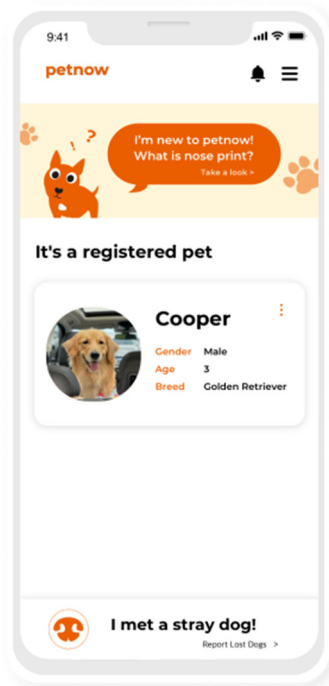 9:41
petnow
! ?
I'm new to petnow!
What is nose print?
Take a look >
It's a registered pet
Cooper
Gender Male
Age 3
Breed Golden Retriever
I met a stray dog!
Report Lost Dogs >